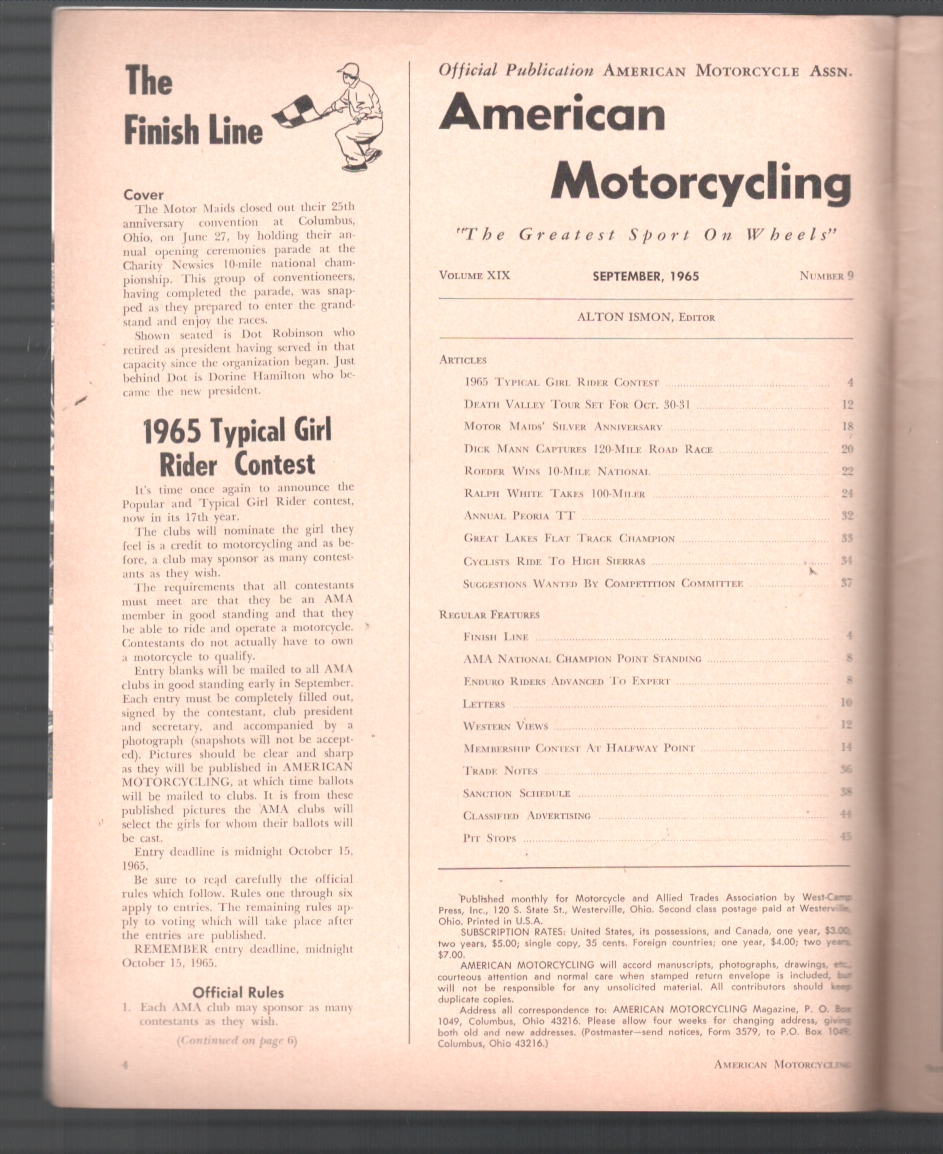 The
Finish Line
Cover
The Motor Maids closed out their 25th
anniversary convention at Columbus,
Ohio, on June 27, by holding their an-
nual opening ceremonies parade at the
Charity Newsies 10-mile national cham-
pionship. This group of conventioneers,
having completed the parade, was snap-
ped as they prepared to enter the grand-
stand and enjoy the races.
Shown seated is Dot Robinson who
retired as president having served in that
capacity since the organization began. Just
behind Dot is Dorine Hamilton who be-
came the new president.
1965 Typical Girl
Rider Contest
It's time once again to announce the
Popular and Typical Girl Rider contest,
now in its 17th year.
The clubs will nominate the girl they
feel is a credit to motorcycling and as be-
fore, a club may sponsor as many contest-
ants as they wish.
The requirements that all contestants
must meet are that they be an AMA
member in good standing and that they
be able to ride and operate a motorcycle.
Contestants do not actually have to own
a motorcycle to qualify.
Entry blanks will be mailed to all AMA
clubs in good standing early in September.
Each entry must be completely filled out,
signed by the contestant, club president
and secretary, and accompanied by a
photograph (snapshots will not be accept-
ed). Pictures should be clear and sharp
as they will be published in AMERICAN
MOTORCYCLING, at which time ballots
will be mailed to clubs. It is from these
published pictures the AMA clubs will
select the girls for whom their ballots will
be cast.
Entry deadline is midnight October 15,
1965.
Be sure to read carefully the official
rules which follow. Rules one through six
apply to entries. The remaining rules ap-
ply to voting which will take place after
the entries are published.
REMEMBER entry deadline, midnight
October 15, 1965.
Official Rules
1. Each AMA club may sponsor as many
contestants as they wish.
(Continued on page 6)
4
Official Publication AMERICAN MOTORCYCLE ASSN.
American
Motorcycling
"The Greatest Sport On Wheels"
VOLUME XIX SEPTEMBER, 1965 NUMBER 9
ALTON ISMON, EDITOR
ARTICLES
1965 TYPICAL GIRL RIDER CONTEST 4
DEATH VALLEY TOUR SET FOR OCT. 30-31 12
MOTOR MAIDS' SILVER ANNIVERSARY 18
DICK MANN CAPTURES 120-MILE ROAD RACE 20
ROEDER WINS 10-MILE NATIONAL 22
RALPH WHITE TAKES 100-MILER 24
ANNUAL PEORIA TT 32
GREAT LAKES FLAT TRACK CHAMPION 33
CYCLISTS RIDE TO HIGH SIERRAS 34
SUGGESTIONS WANTED BY COMPETITION COMMITTEE 37
REGULAR FEATURES
FINISH LINE 4
AMA NATIONAL CHAMPION POINT STANDING 8
ENDURO RIDERS ADVANCED TO EXPERT 8
LETTERS 10
WESTERN VIEWS 12
MEMBERSHIP CONTEST AT HALFWAY POINT 14
TRADE NOTES 36
SANCTION SCHEDULE 38
CLASSIFIED ADVERTISING 44
PIT STOPS 45
Published monthly for Motorcycle and Allied Trades Association by West-Camp
Press, Inc., 120 S. State St., Westerville, Ohio. Second class postage paid at Westerville,
Ohio. Printed in U.S.A.
SUBSCRIPTION RATES: United States, its possessions, and Canada, one year, $3.00;
two years, $5.00; single copy, 35 cents. Foreign countries; one year, $4.00; two years,
$7.00.
AMERICAN MOTORCYCLING will accord manuscripts, photographs, drawings, etc.,
courteous attention and normal care when stamped return envelope is included, but
will not be responsible for any unsolicited material. All contributors should keep
duplicate copies.
Address all correspondence to: AMERICAN MOTORCYCLING Magazine, P. O. Box
1049, Columbus, Ohio 43216. Please allow four weeks for changing address, giving
both old and new addresses. (Postmaster—send notices, Form 3579, to P.O. Box 1049,
Columbus, Ohio 43216.)
AMERICAN MOTORCYCLING